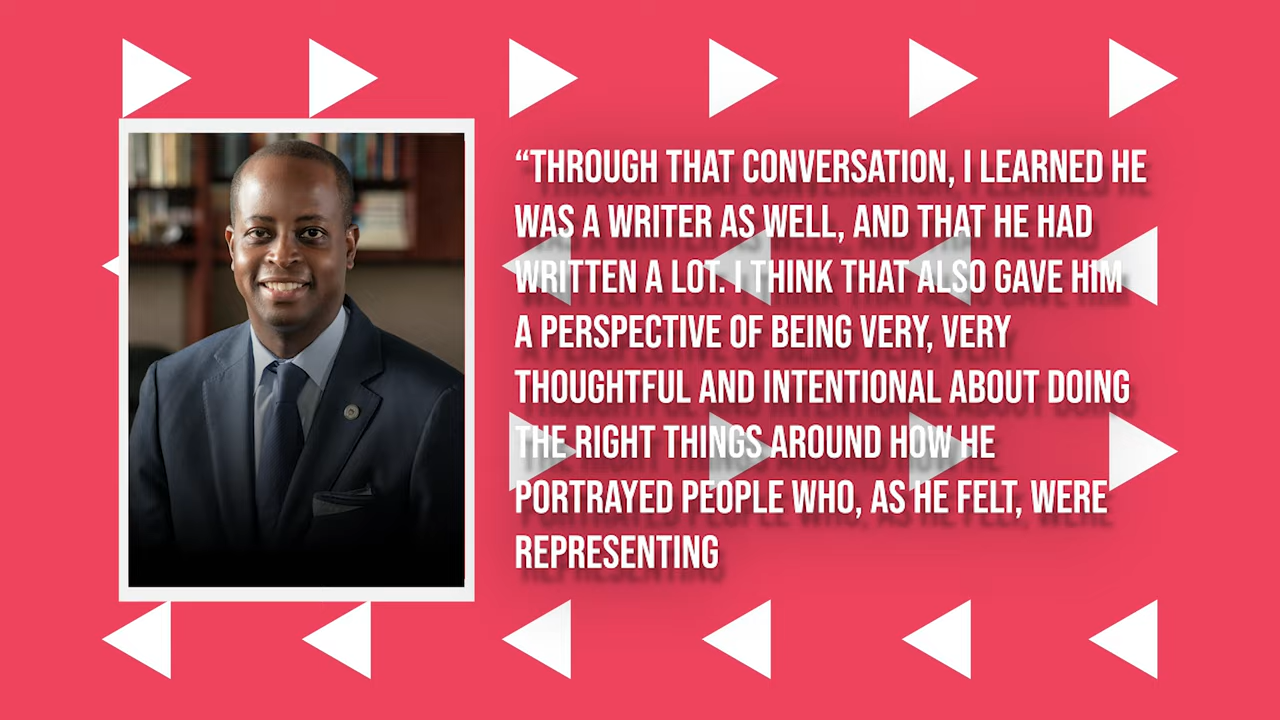 “THROUGH THAT CONVERSATION, I LEARNED HE
WAS A WRITER AS WELL, AND THAT HE HAD
WRITTEN A LOT. I THINK THAT ALSO GAVE HIM
A PERSPECTIVE OF BEING VERY, VERY
THOUGHTFUL AND INTENTIONAL ABOUT DOING
THE RIGHT THINGS AROUND HOW HE
PORTRAYED PEOPLE WHO, AS HE FELT, WERE
REPRESENTING